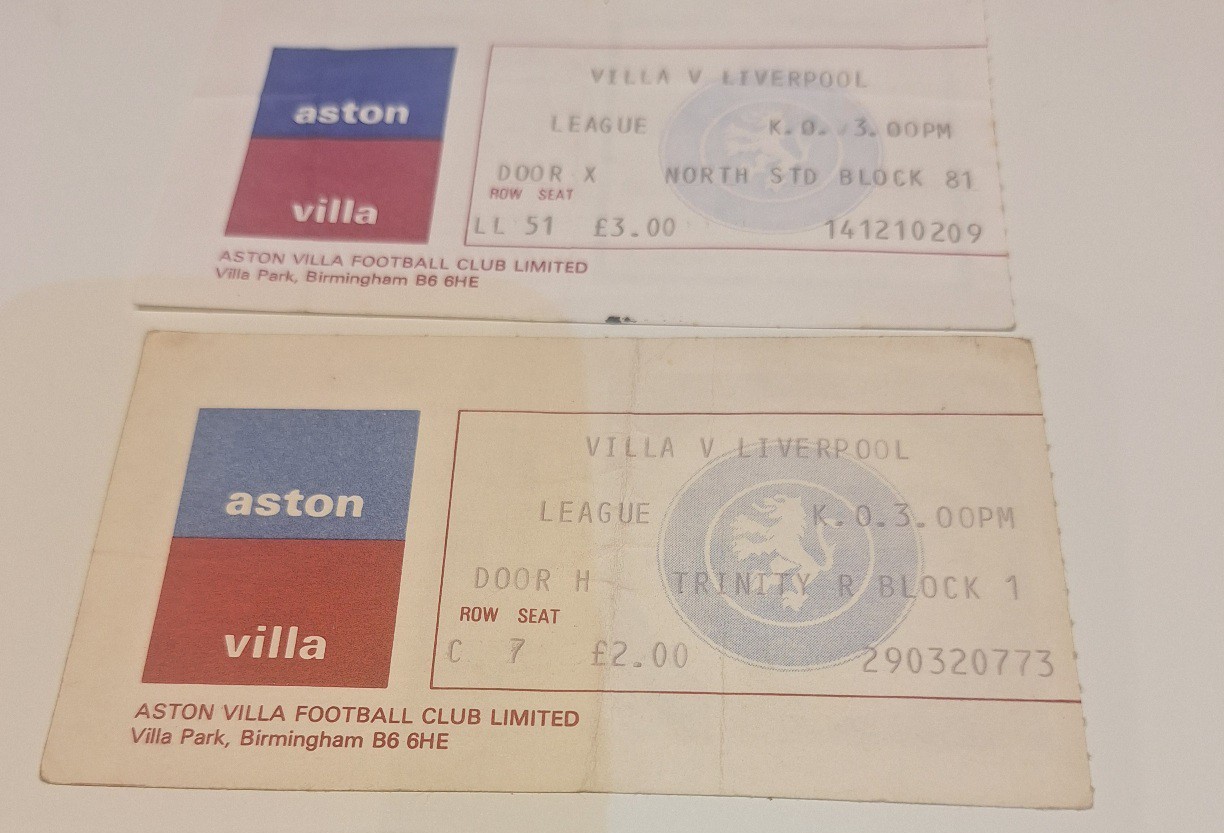 aston
villa
ASTON VILLA FOOTBALL CLUB LIMITED
Villa Park, Birmingham B6 6HE
VILLA V LIVERPOOL
LEAGUE K.O. 3.00PM
DOOR X NORTH STD BLOCK 81
ROW SEAT
LL 51 £3.00 141210209
aston
villa
ASTON VILLA FOOTBALL CLUB LIMITED
Villa Park, Birmingham B6 6HE
VILLA V LIVERPOOL
LEAGUE K.O.3.00PM
DOOR H TRINITY R BLOCK 1
ROW SEAT
C 7 £2.00 290320773